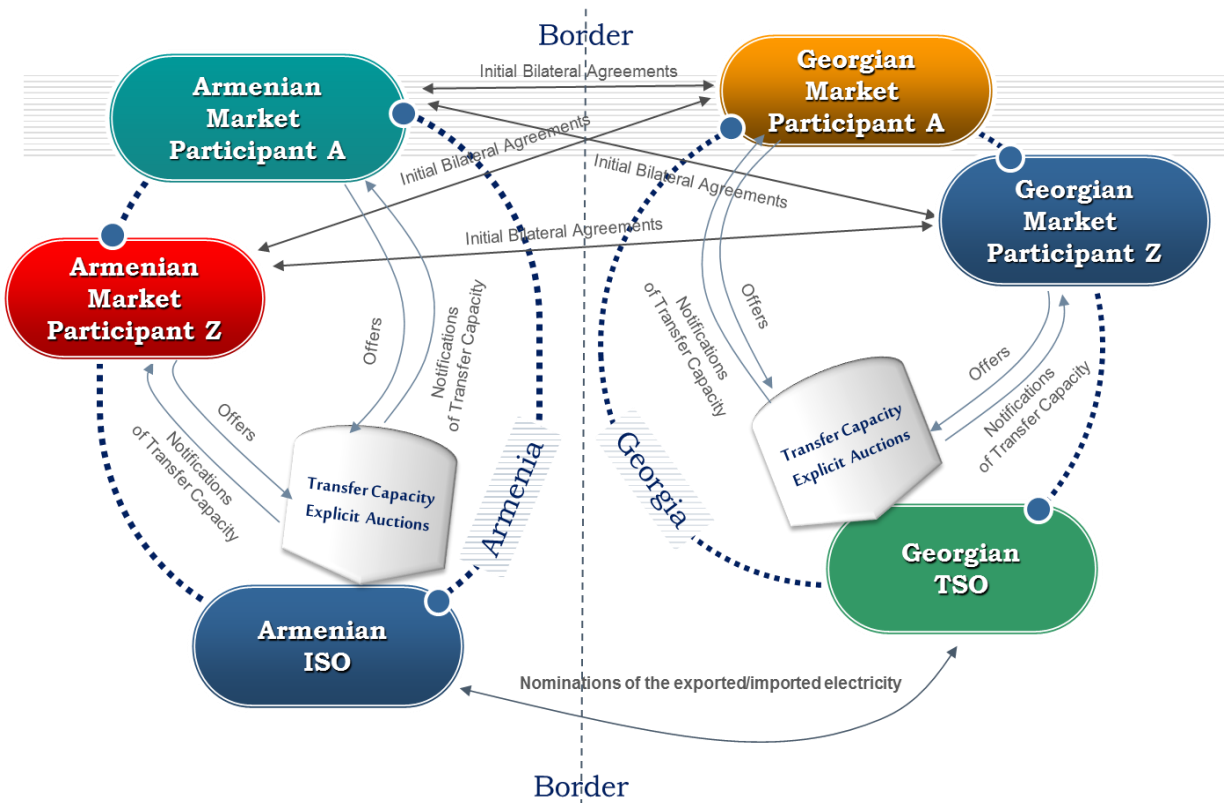 Border
Armenian
Market
Participant A
Initial Bilateral Agreements
Georgian
Market
Participant A
Initial Bilateral Agreements
Initial Bilateral Agreements
Georgian
Market
Participant Z
Initial Bilateral Agreements
Armenian
Market
Participant Z
Offers
Notifications
of Transfer Capacity
Notifications
of Transfer Capacity
Offers
Offers
Notifications
of Transfer Capacity
Offers
Notifications
of Transfer Capacity
Transfer Capacity
Explicit Auctions
Armenia
Georgia
Transfer Capacity
Explicit Auctions
Armenian
ISO
Georgian
TSO
Nominations of the exported/imported electricity
Border